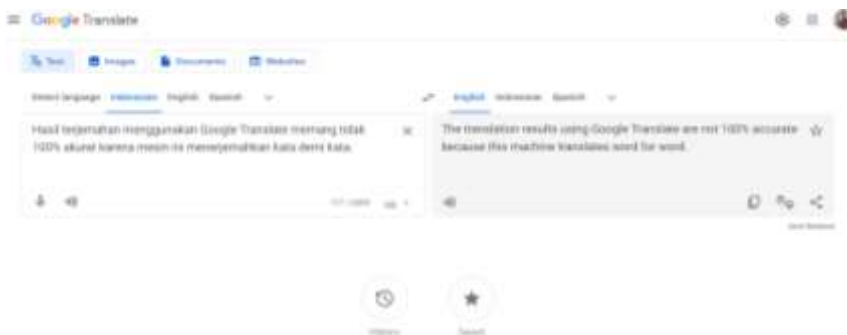 Google Translate
Text Images Documents Websites
Detect language Indonesian English Spanish
English Indonesian Spanish
Hasil terjemahan menggunakan Google Translate memang tidak
100% akurat karena mesin ini menerjemahkan kata demi kata.
The translation results using Google Translate are not 100% accurate
because this machine translates word for word.
History Saved